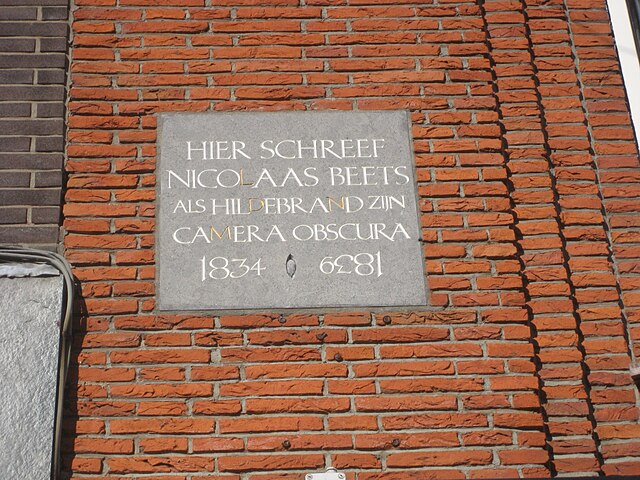 HIER SCHREEF
NICOLAAS BEETS
ALS HILDEBRAND ZIJN
CAMERA OBSCURA
1834 1839